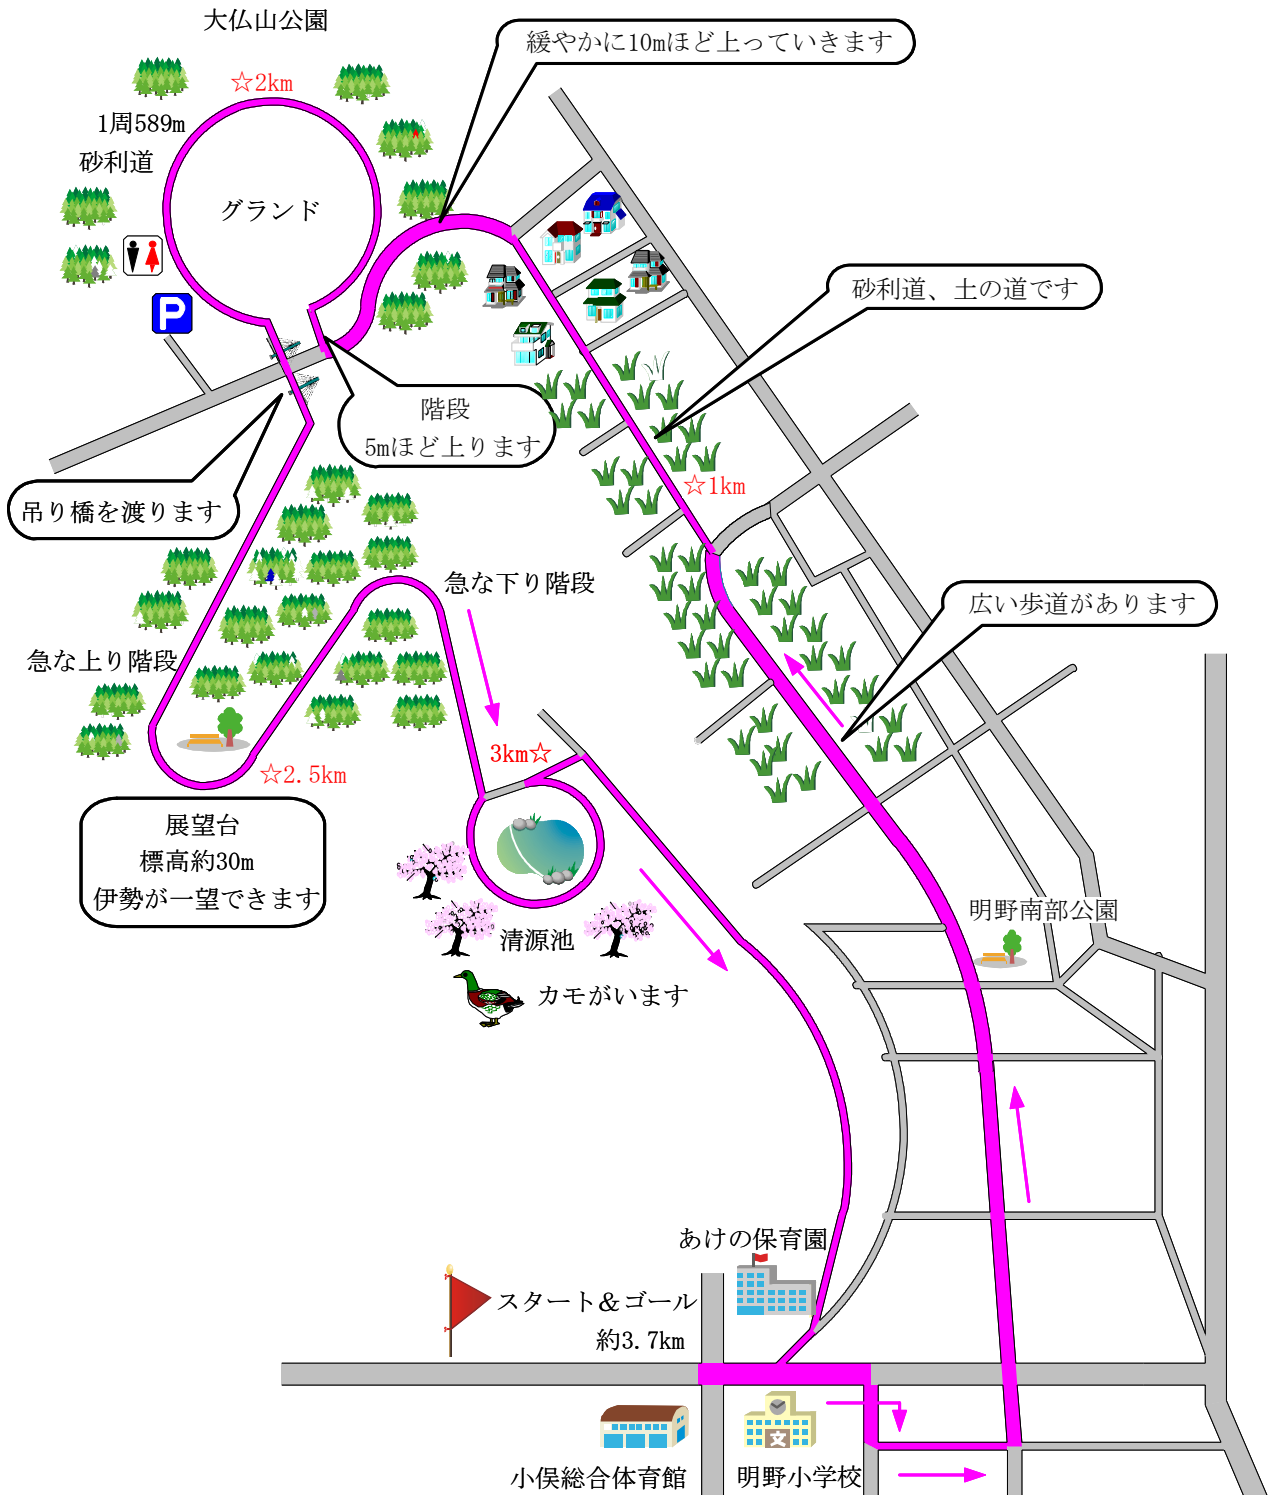 大仏山公園
緩やかに10mほど上っていきます
☆2km
1周589m
砂利道
グランド
P
砂利道、土の道です
階段
5mほど上ります
☆1km
吊り橋を渡ります
急な下り階段
広い歩道があります
急な上り階段
3km☆
☆2.5km
展望台
標高約30m
伊勢が一望できます
明野南部公園
清源池
カモがいます
あけの保育園
スタート＆ゴール
約3.7km
文
小俣総合体育館
明野小学校